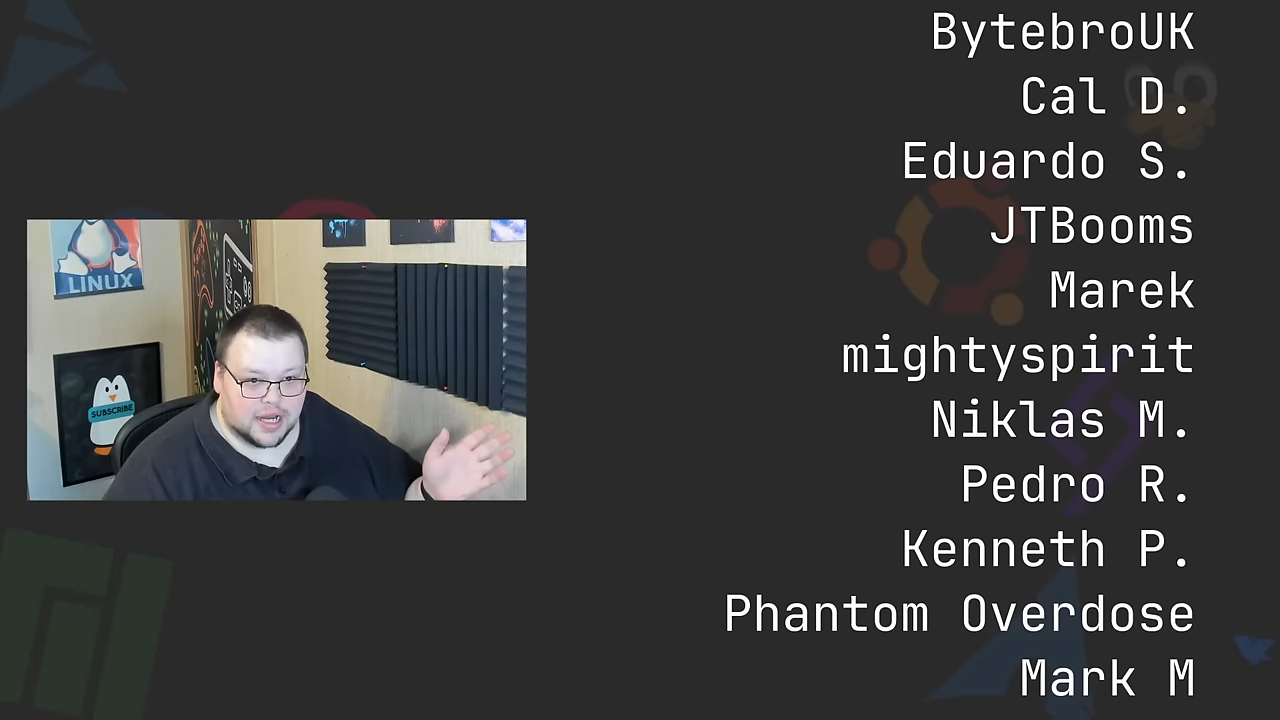 BytebroUK
Cal D.
Eduardo S.
JTBooms
Marek
mightyspirit
Niklas M.
Pedro R.
Kenneth P.
Phantom Overdose
Mark M
LINUX
SUBSCRIBE